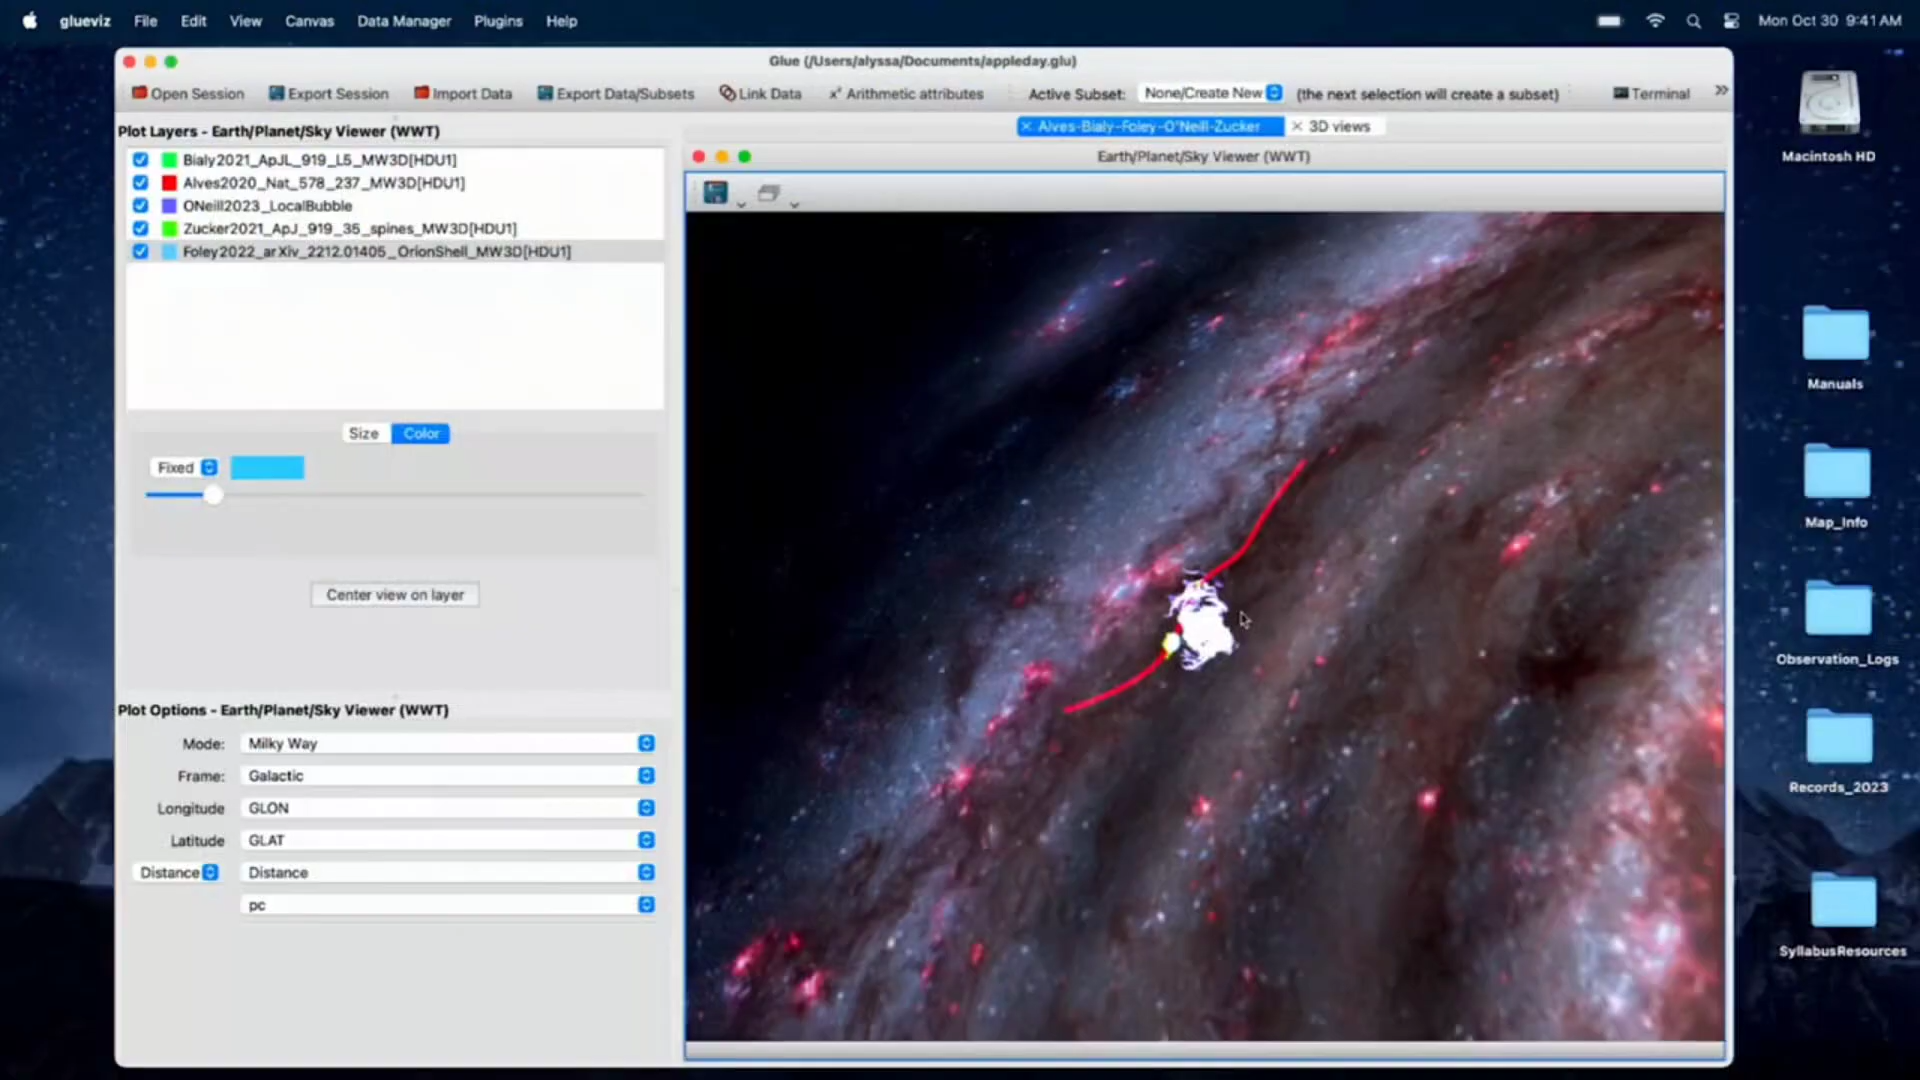 glueviz File Edit View Canvas Data Manager Plugins Help Mon Oct 30 9:41 AM
Glue (/Users/alyssa/Documents/appleday.glu)
Open Session Export Session Import Data Export Data/Subsets Link Data x² Arithmetic attributes Active Subset: None/Create New (the next selection will create a subset) Terminal »
Plot Layers - Earth/Planet/Sky Viewer (WWT)
Bialy2021_ApJL_919_L5_MW3D[HDU1]
Alves2020_Nat_578_237_MW3D[HDU1]
ONeill2023_LocalBubble
Zucker2021_ApJ_919_35_spines_MW3D[HDU1]
Foley2022_arXiv_2212.01405_OrionShell_MW3D[HDU1]
Size Color
Fixed
Center view on layer
Plot Options - Earth/Planet/Sky Viewer (WWT)
Mode: Milky Way
Frame: Galactic
Longitude GLON
Latitude GLAT
Distance Distance
pc
Alves-Bialy-Foley-O'Neill-Zucker 3D views
Earth/Planet/Sky Viewer (WWT)
Macintosh HD
Manuals
Map_Info
Observation_Logs
Records_2023
SyllabusResources